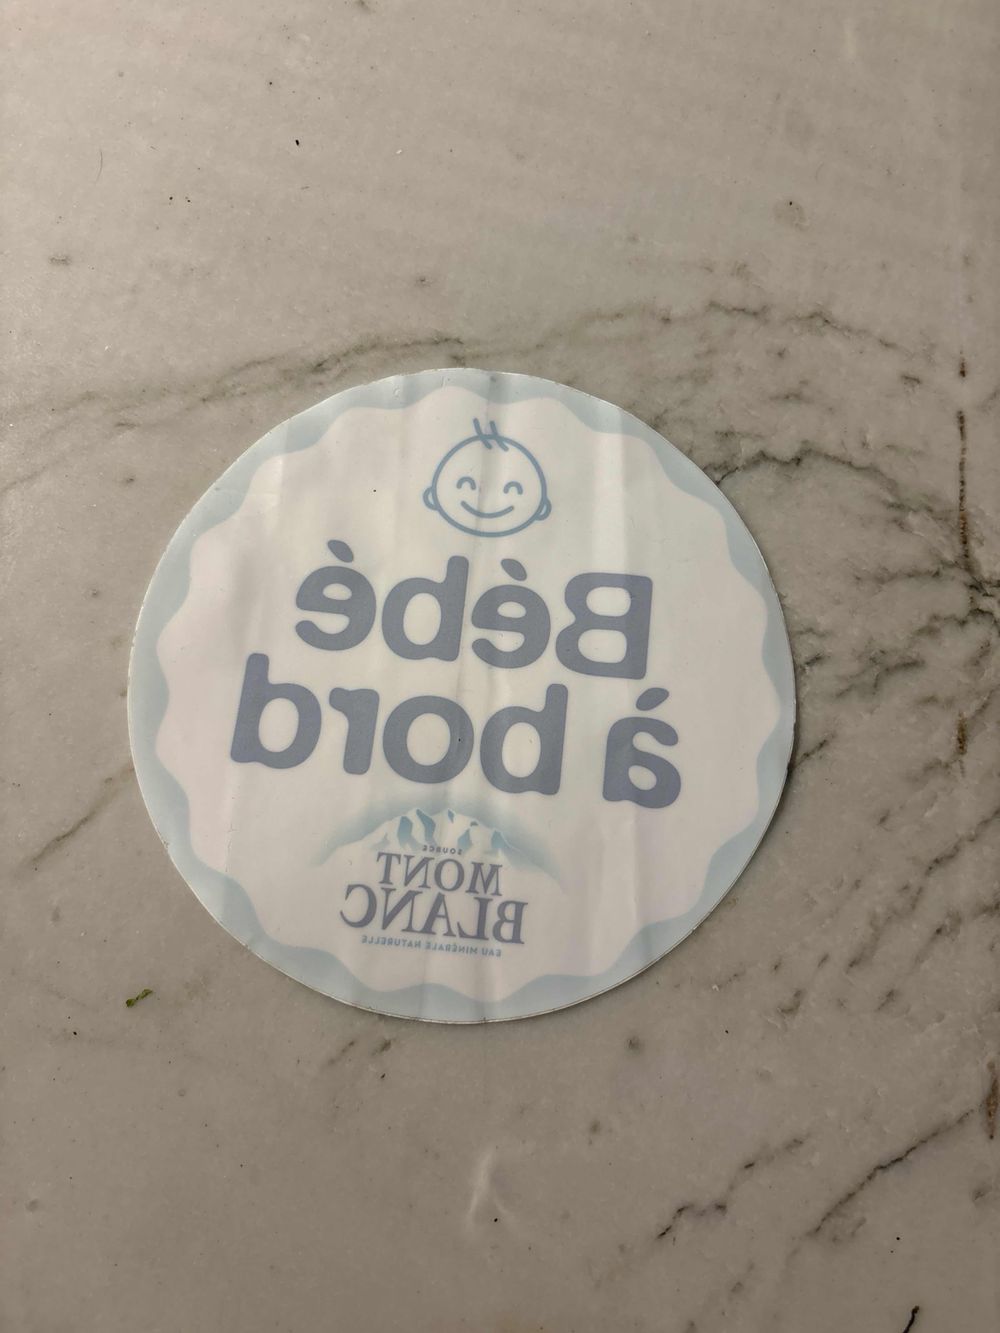 Bébé
à bord
SOURCE
MONT
BLANC
EAU MINÉRALE NATURELLE